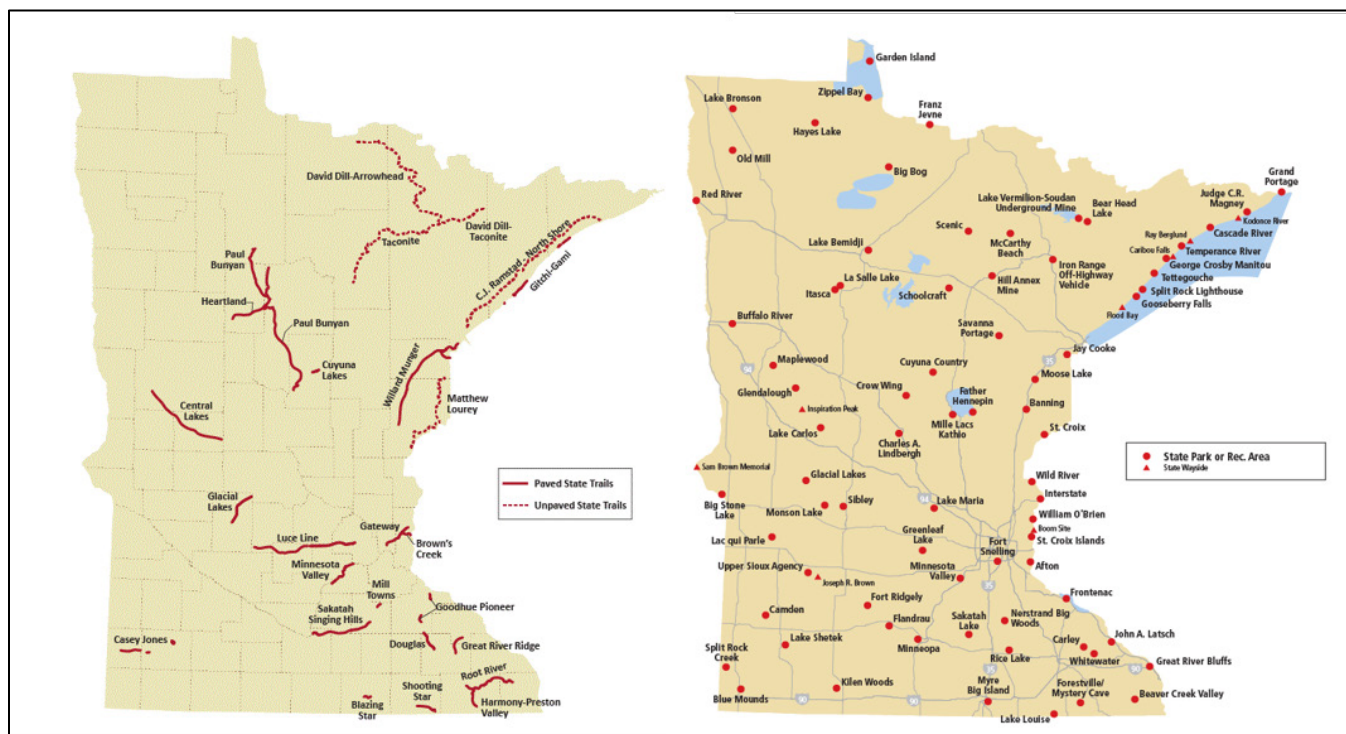 David Dill-Arrowhead
David Dill-
Taconite
Taconite
C.J. Ramstad - North Shore
Gitchi-Gami
Paul
Bunyan
Heartland
Paul Bunyan
Cuyuna
Lakes
Willard Munger
Matthew
Lourey
Central
Lakes
Paved State Trails
Unpaved State Trails
Glacial
Lakes
Gateway
Luce Line
Brown's
Creek
Minnesota
Valley
Mill
Towns
Goodhue Pioneer
Sakatah
Singing Hills
Casey Jones
Douglas
Great River Ridge
Root River
Shooting
Star
Blazing
Star
Harmony-Preston
Valley
Garden Island
Zippel Bay
Lake Bronson
Franz
Jevne
Hayes Lake
Old Mill
Big Bog
Grand
Portage
Red River
Judge C.R.
Magney
Lake Vermilion-Soudan
Underground Mine
Bear Head
Lake
Kodonce River
Scenic
McCarthy
Beach
Ray Berglund
Cascade River
Lake Bemidji
Caribou Falls
Temperance River
George Crosby Manitou
Iron Range
Off-Highway
Vehicle
Tettegouche
La Salle Lake
Itasca
Schoolcraft
Hill Annex
Mine
Split Rock Lighthouse
Gooseberry Falls
Flood Bay
Buffalo River
Savanna
Portage
Jay Cooke
35
94
Maplewood
Cuyuna Country
Moose Lake
Glendalough
Crow Wing
Father
Hennepin
Banning
Inspiration Peak
Mille Lacs
Kathio
Lake Carlos
Charles A.
Lindbergh
St. Croix
State Park or Rec. Area
State Wayside
Sam Brown Memorial
Glacial Lakes
Wild River
Big Stone
Lake
Monson Lake
Sibley
94
Lake Maria
Interstate
William O'Brien
Boom Site
St. Croix Islands
Lac qui Parle
Greenleaf
Lake
Fort
Snelling
Afton
Upper Sioux Agency
Joseph R. Brown
Minnesota
Valley
35
Frontenac
Fort Ridgely
Camden
Flandrau
Sakatah
Lake
Nerstrand Big
Woods
Carley
John A. Latsch
Lake Shetek
Split Rock
Creek
Minneopa
Rice Lake
Whitewater
90
Great River Bluffs
35
Blue Mounds
90
Kilen Woods
90
Myre
Big Island
Forestville/
Mystery Cave
Beaver Creek Valley
Lake Louise